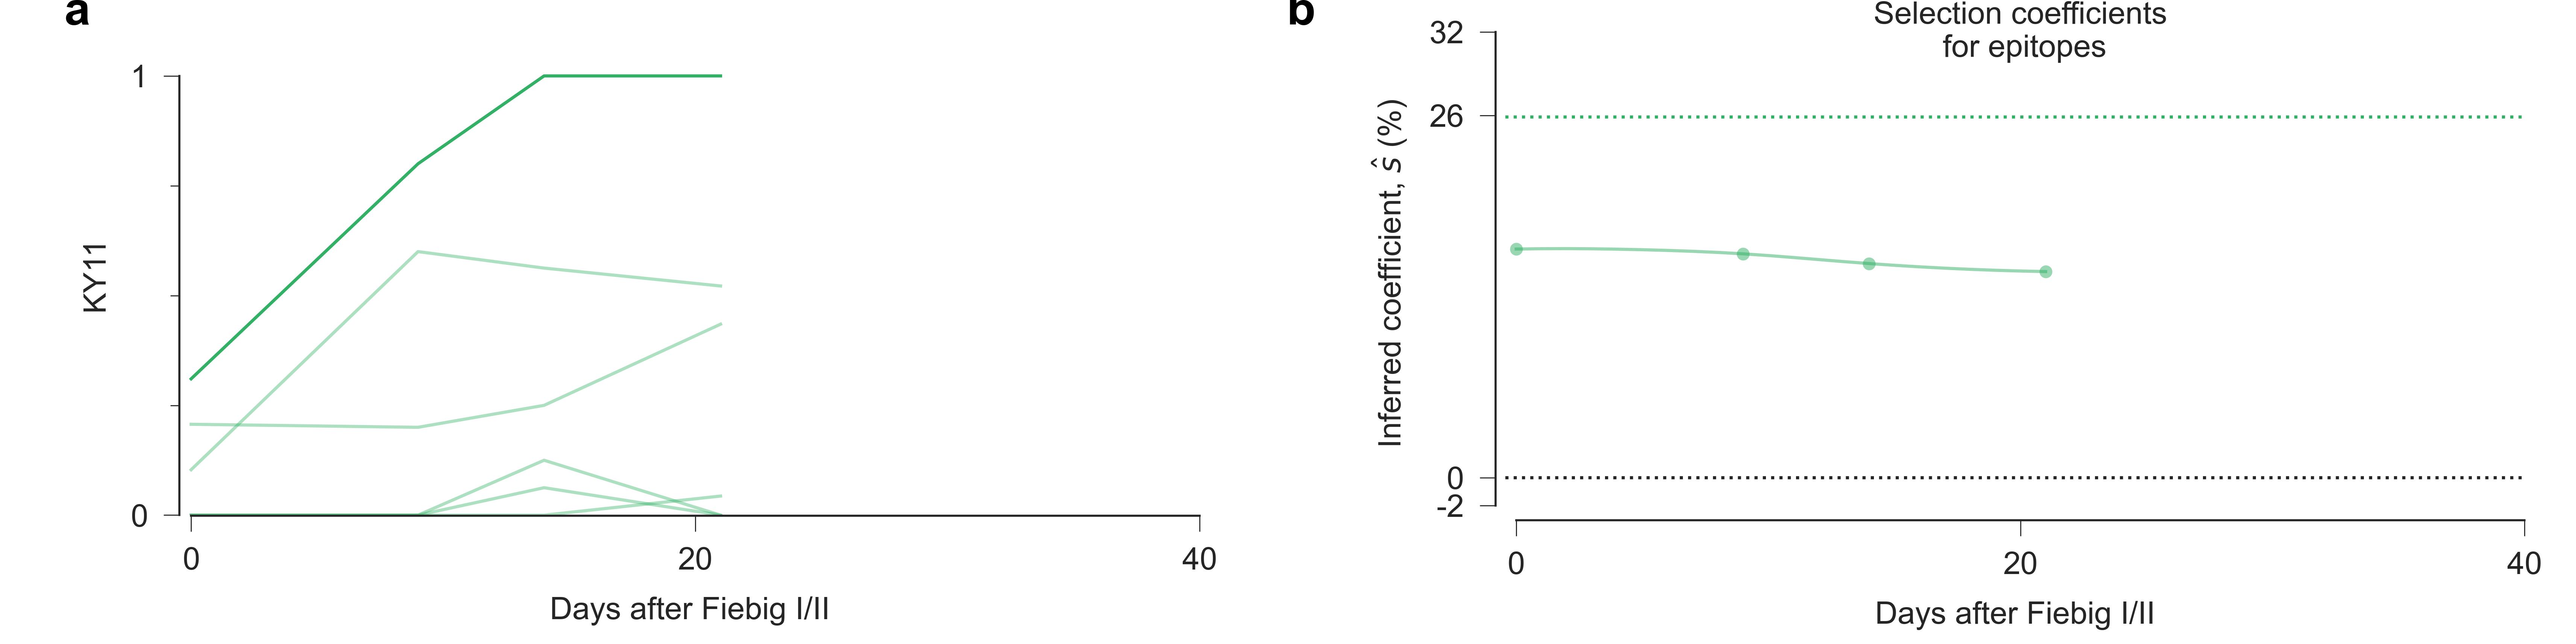 a
1
KY11
0
0
20
40
Days after Fiebig I/II
b
Selection coefficients
for epitopes
32
26
Inferred coefficient, ŝ (%)
0
-2
0
20
40
Days after Fiebig I/II